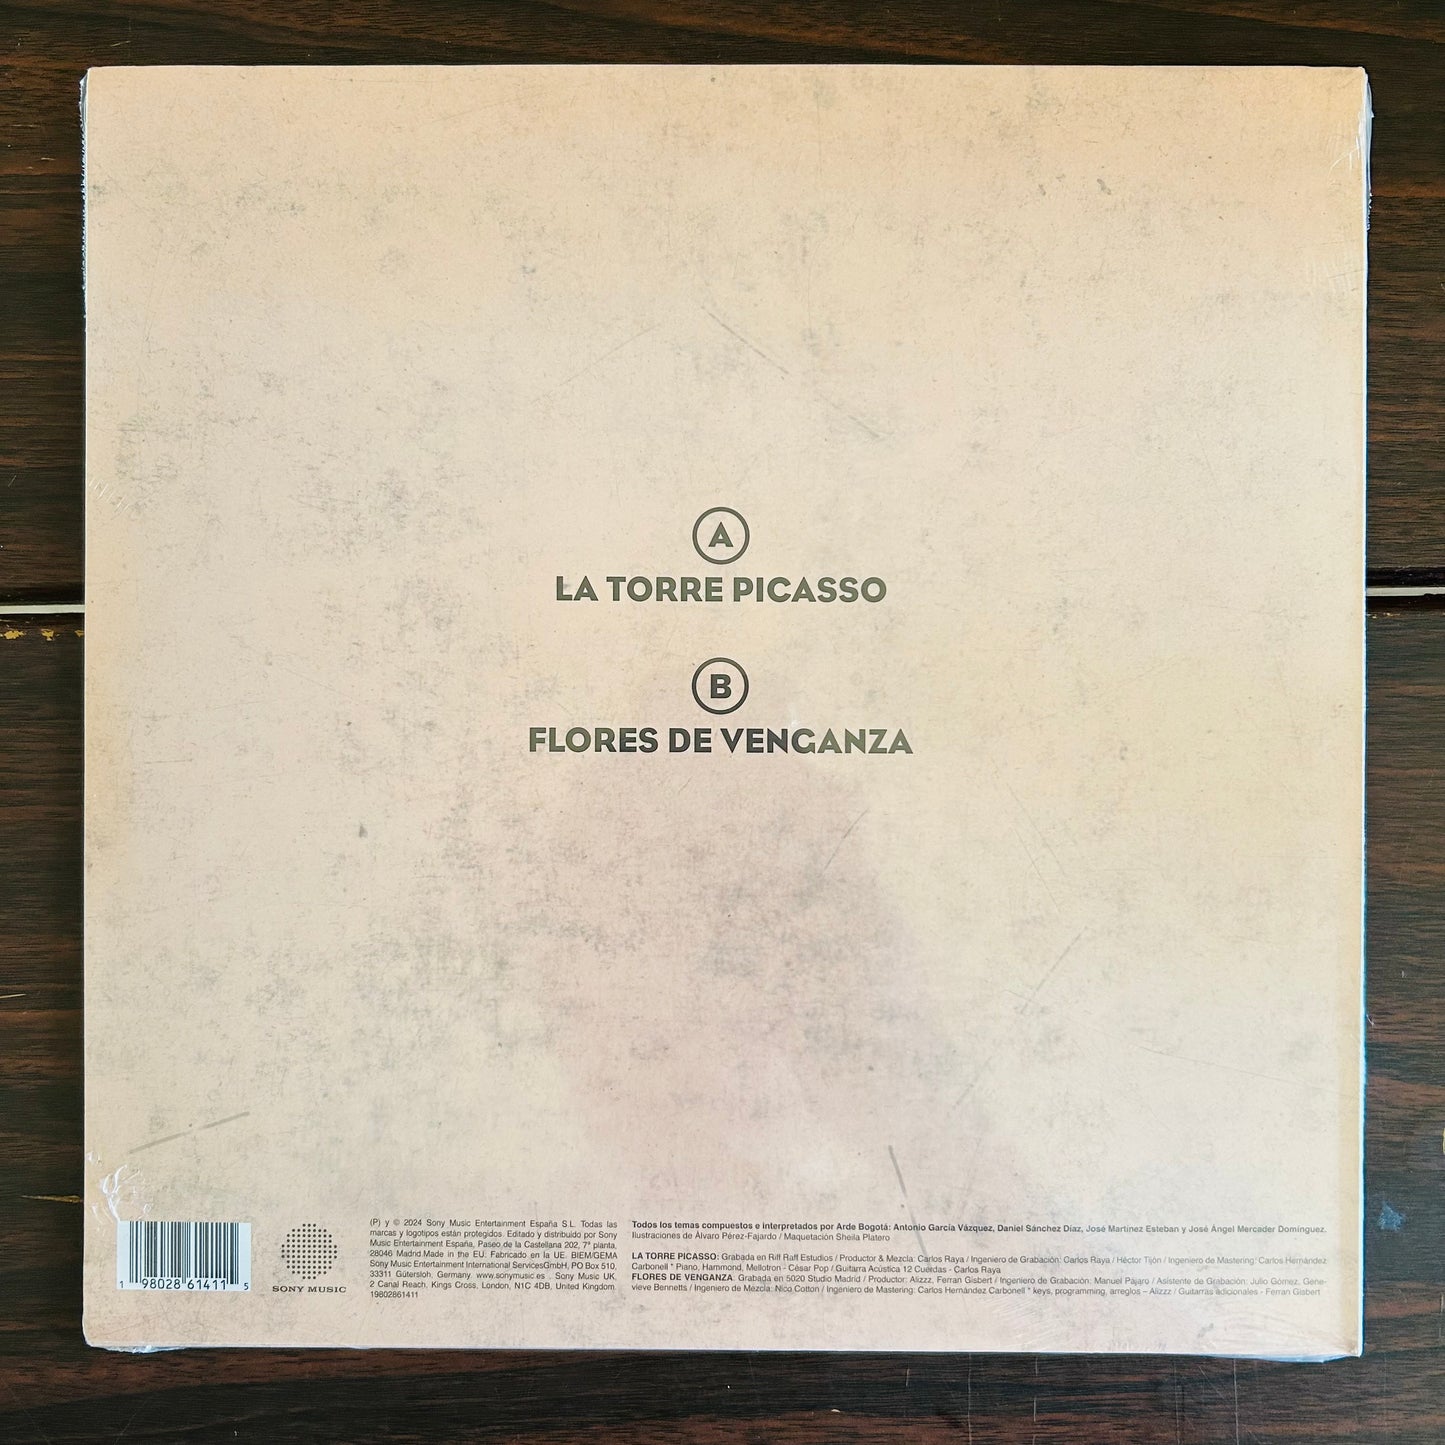 A
LA TORRE PICASSO
B
FLORES DE VENGANZA
1 98028 61411 5
SONY MUSIC
(P) y © 2024 Sony Music Entertainment España S.L. Todas las
marcas y logotipos están protegidos. Editado y distribuido por Sony
Music Entertainment España, Paseo de la Castellana 202, 7ª planta,
28046 Madrid.Made in the EU. Fabricado en la UE. BIEM/GEMA
Sony Music Entertainment International ServicesGmbH, PO Box 510,
33311 Gütersloh, Germany. www.sonymusic.es . Sony Music UK,
2 Canal Reach, Kings Cross, London, N1C 4DB, United Kingdom.
19802861411
Todos los temas compuestos e interpretados por Arde Bogotá: Antonio García Vázquez, Daniel Sánchez Díaz, José Martínez Esteban y José Ángel Mercader Domínguez.
Ilustraciones de Álvaro Pérez-Fajardo / Maquetación Sheila Platero
LA TORRE PICASSO: Grabada en Riff Raff Estudios / Productor & Mezcla: Carlos Raya / Ingeniero de Grabación: Carlos Raya / Héctor Tijón / Ingeniero de Mastering: Carlos Hernández
Carbonell * Piano, Hammond, Mellotron - César Pop / Guitarra Acústica 12 Cuerdas - Carlos Raya
FLORES DE VENGANZA: Grabada en 5020 Studio Madrid / Productor: Alizzz, Ferran Gisbert / Ingeniero de Grabación: Manuel Pájaro / Asistente de Grabación: Julio Gómez, Gene-
vieve Bennetts / Ingeniero de Mezcla: Nico Cotton / Ingeniero de Mastering: Carlos Hernández Carbonell * keys, programming, arreglos – Alizzz / Guitarras adicionales - Ferran Gisbert